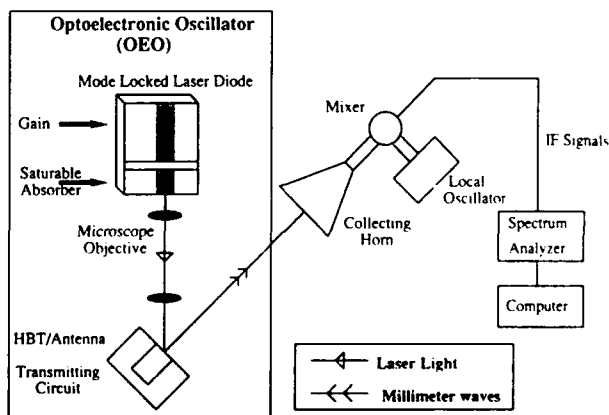 Optoelectronic Oscillator
(OEO)
Mode Locked Laser Diode
Gain
Saturable
Absorber
Microscope
Objective
HBT/Antenna
Transmitting
Circuit
Mixer
Local
Oscillator
Collecting
Horn
IF Signals
Spectrum
Analyzer
Computer
Laser Light
Millimeter waves